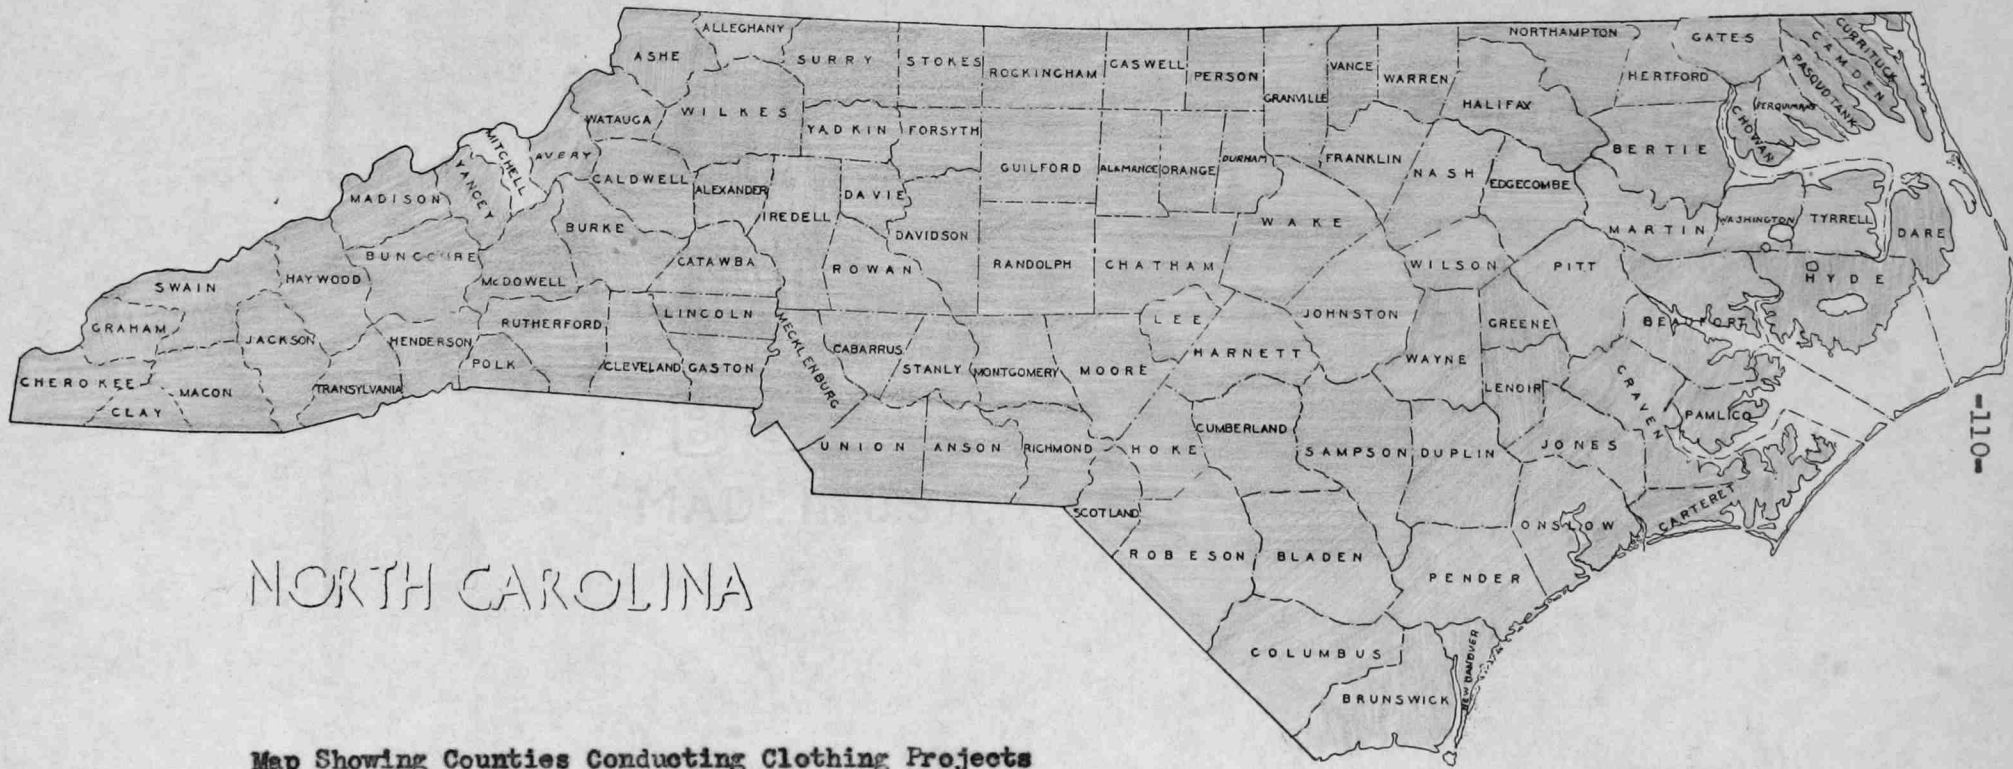 ALLEGHANY
ASHE
SURRY
STOKES
ROCKINGHAM
CASWELL
PERSON
GRANVILLE
VANCE
WARREN
NORTHAMPTON
GATES
CURRITUCK
CAMDEN
PASQUOTANK
PERQUIMANS
CHOWAN
HERTFORD
HALIFAX
WATAUGA
WILKES
YADKIN
FORSYTH
MITCHELL
AVERY
YANCEY
CALDWELL
ALEXANDER
IREDELL
DAVIE
GUILFORD
ALAMANCE
ORANGE
DURHAM
FRANKLIN
NASH
EDGECOMBE
BERTIE
MADISON
BURKE
DAVIDSON
WAKE
MARTIN
WASHINGTON
TYRRELL
DARE
BUNCOMBE
HAYWOOD
McDOWELL
CATAWBA
ROWAN
RANDOLPH
CHATHAM
WILSON
PITT
HYDE
SWAIN
GRAHAM
JACKSON
HENDERSON
RUTHERFORD
LINCOLN
MECKLENBURG
CABARRUS
STANLY
MONTGOMERY
MOORE
LEE
HARNETT
JOHNSTON
WAYNE
GREENE
BEAUFORT
CHEROKEE
CLAY
MACON
TRANSYLVANIA
POLK
CLEVELAND
GASTON
LENOIR
CRAVEN
PAMLICO
UNION
ANSON
RICHMOND
HOKE
CUMBERLAND
SAMPSON
DUPLIN
JONES
SCOTLAND
ROBESON
BLADEN
PENDER
ONSLOW
CARTERET
COLUMBUS
BRUNSWICK
NEW HANOVER
NORTH CAROLINA
Map Showing Counties Conducting Clothing Projects
-110-